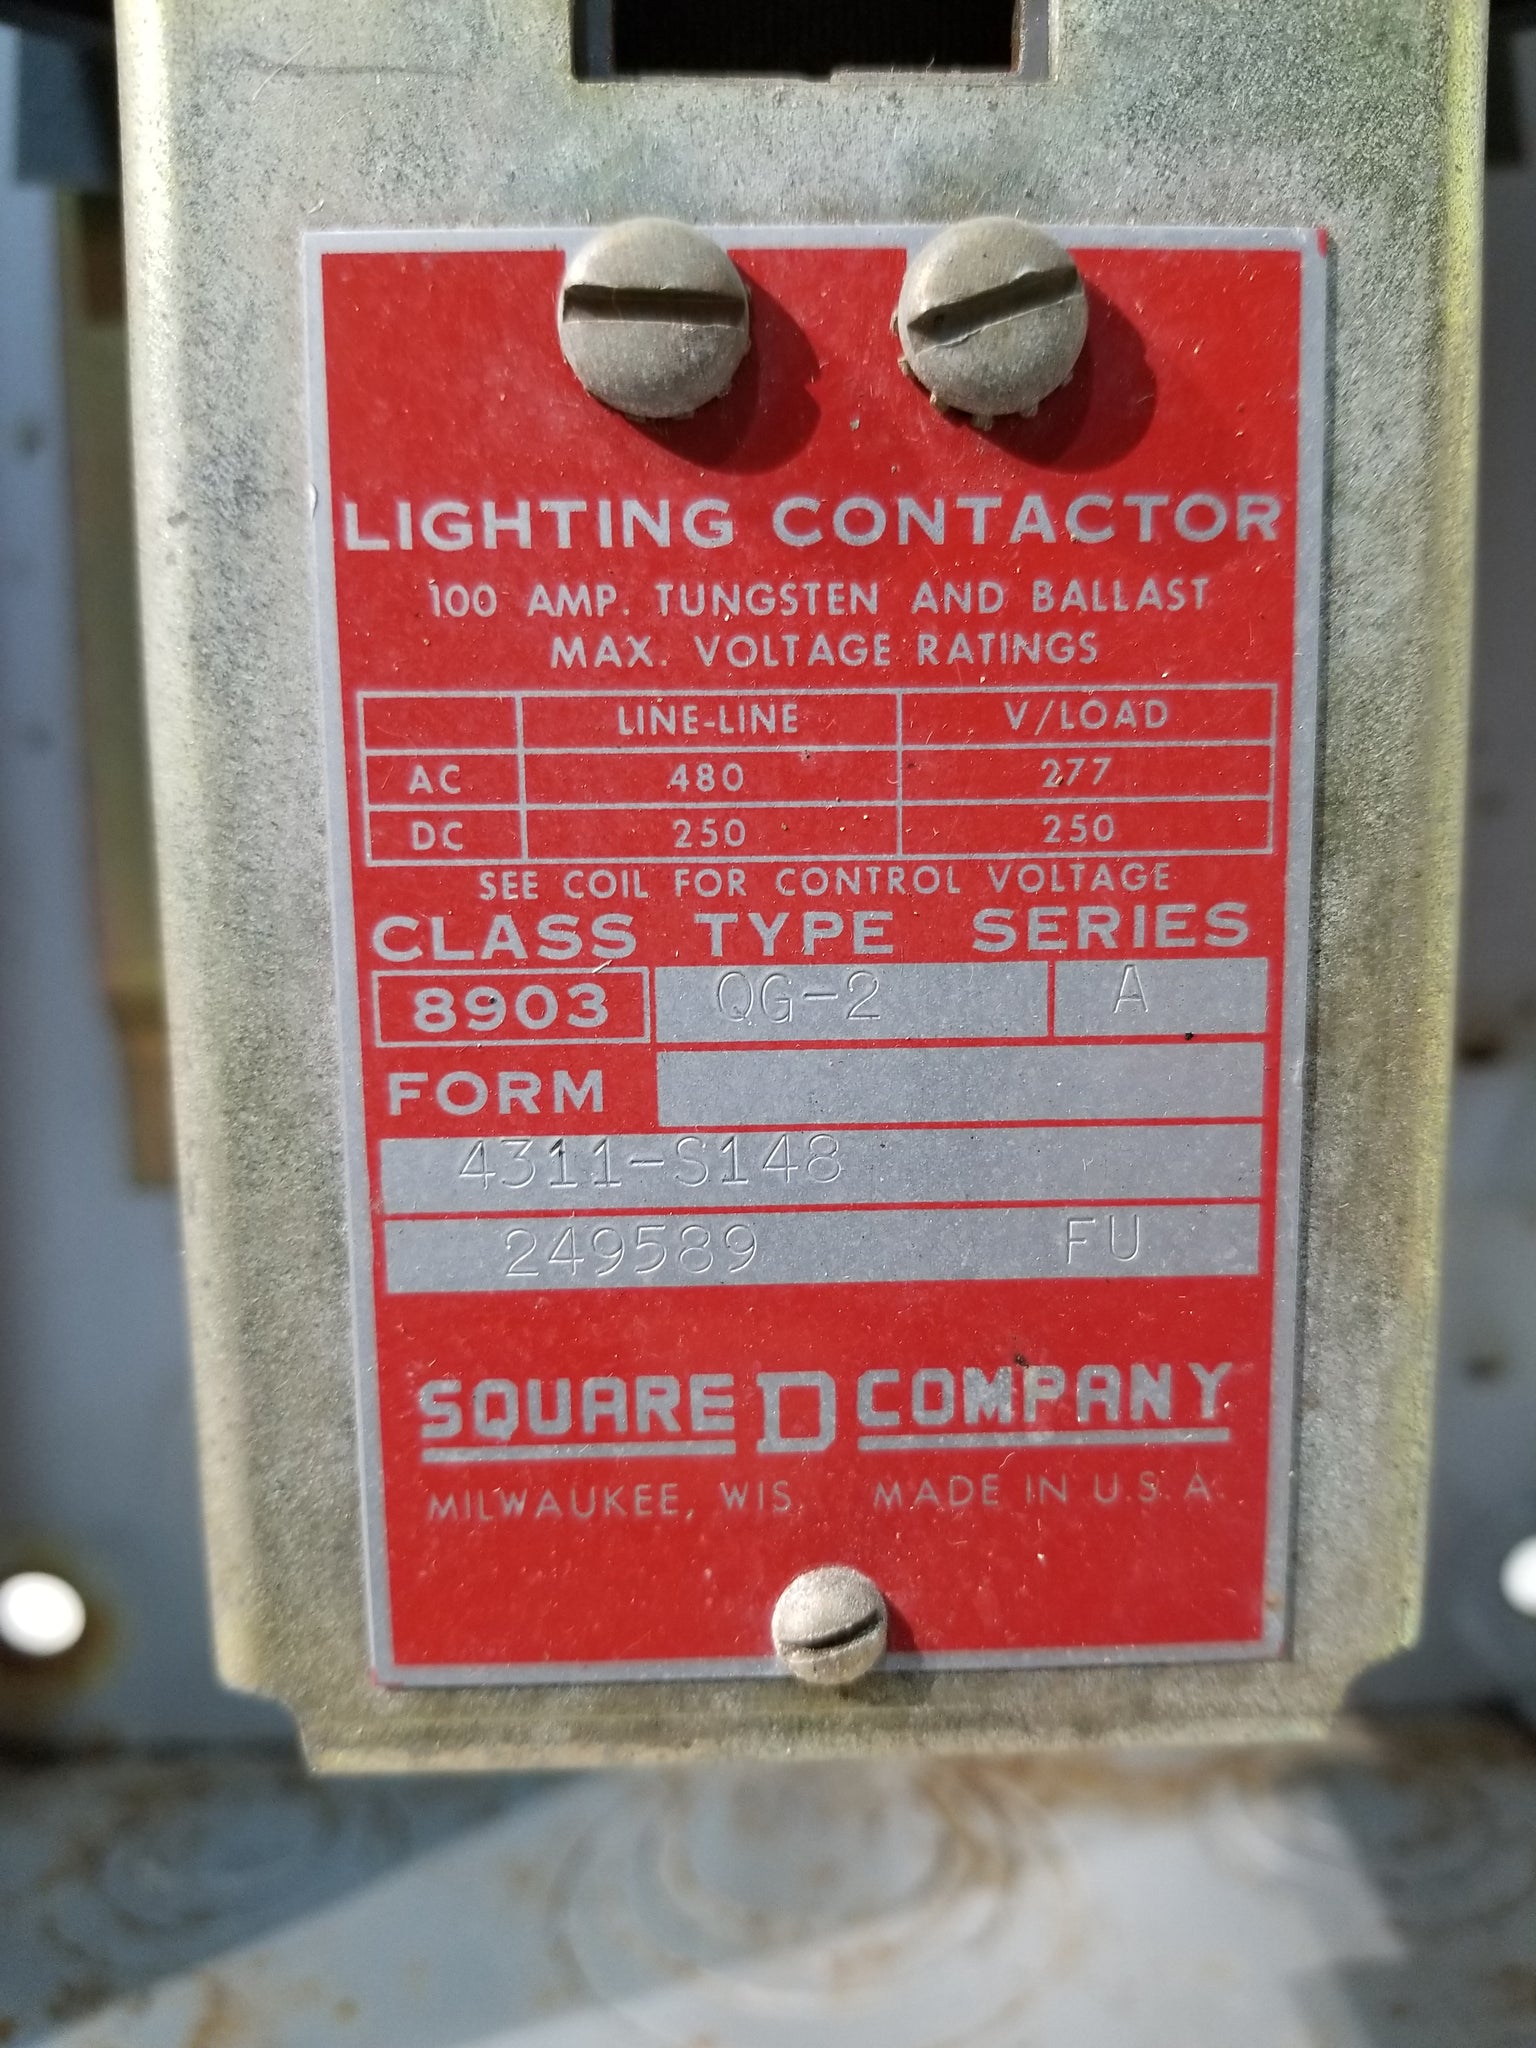 LIGHTING CONTACTOR
100 AMP. TUNGSTEN AND BALLAST
MAX. VOLTAGE RATINGS
LINE-LINE V/LOAD
AC 480 277
DC 250 250
SEE COIL FOR CONTROL VOLTAGE
CLASS TYPE SERIES
8903 QG-2 A
FORM
4311-S148
249589 FU
SQUARE D COMPANY
MILWAUKEE, WIS. MADE IN U.S.A.